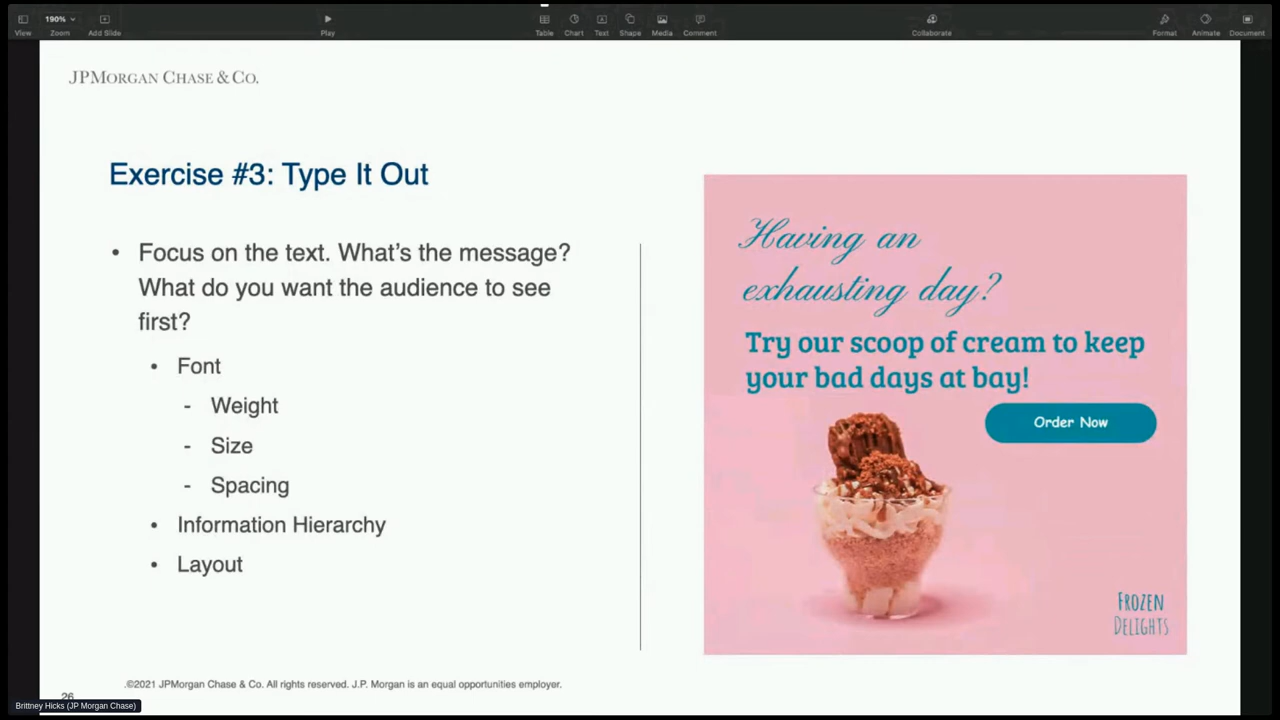 190%
View Zoom Add Slide Play Table Chart Text Shape Media Comment Collaborate Format Animate Document
JPMORGAN CHASE & CO.
Exercise #3: Type It Out
• Focus on the text. What's the message?
What do you want the audience to see
first?
• Font
- Weight
- Size
- Spacing
• Information Hierarchy
• Layout
Having an
exhausting day?
Try our scoop of cream to keep
your bad days at bay!
Order Now
FROZEN
DELIGHTS
.©2021 JPMorgan Chase & Co. All rights reserved. J.P. Morgan is an equal opportunities employer.
26
Brittney Hicks (JP Morgan Chase)